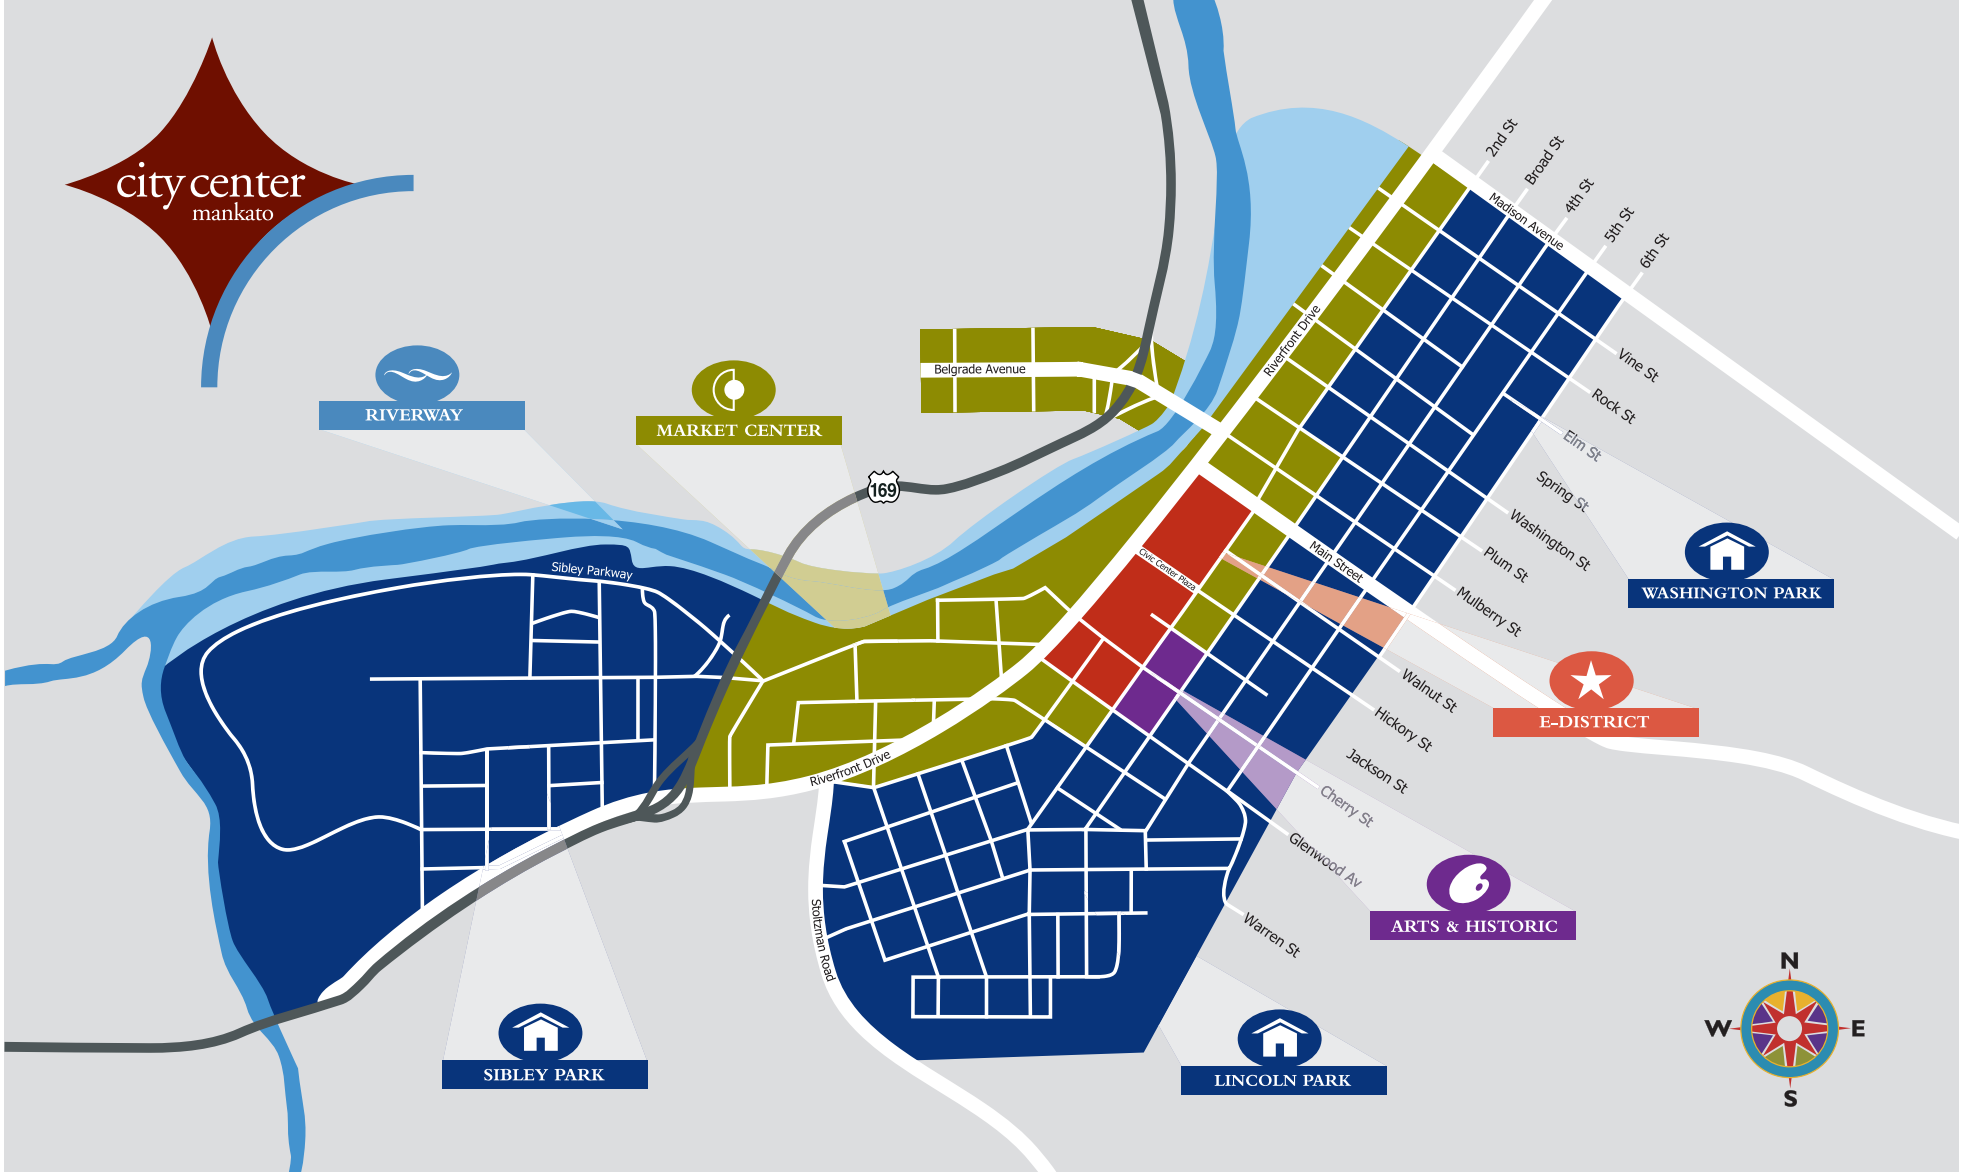 city center
mankato
2nd St
Broad St
4th St
5th St
6th St
Madison Avenue
Riverfront Drive
Vine St
Rock St
Elm St
Spring St
Washington St
Plum St
Mulberry St
Belgrade Avenue
RIVERWAY
MARKET CENTER
169
Main Street
Civic Center Plaza
Sibley Parkway
WASHINGTON PARK
Walnut St
Hickory St
Jackson St
Cherry St
Glenwood Av
Warren St
E-DISTRICT
Riverfront Drive
Stoltzman Road
ARTS & HISTORIC
SIBLEY PARK
LINCOLN PARK
N
W
E
S